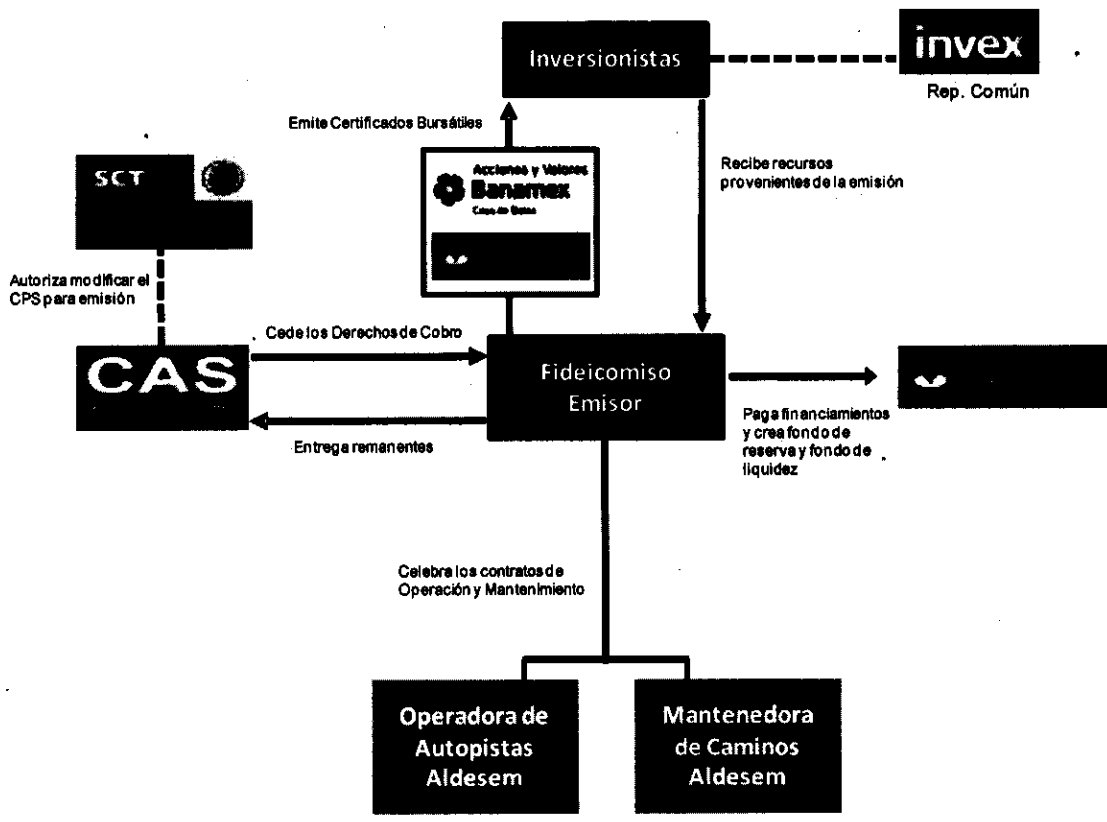 Inversionistas
invex
Rep. Común
Emite Certificados Bursátiles
Acciones y Valores
Banamex
Casa de Bolsa
Recibe recursos
provenientes de la emisión
SCT
Autoriza modificar el
CPS para emisión
CAS
Cede los Derechos de Cobro
Entrega remanentes
Fideicomiso
Emisor
Paga financiamientos
y crea fondo de
reserva y fondo de
liquidez
Celebra los contratos de
Operación y Mantenimiento
Operadora de
Autopistas
Aldesem
Mantenedora
de Caminos
Aldesem